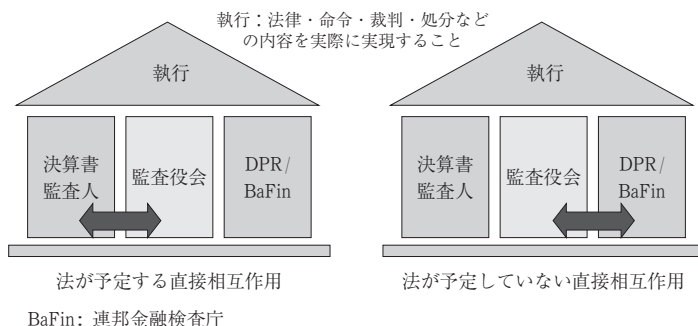 執行：法律・命令・裁判・処分など
の内容を実際に実現すること
執行
決算書
監査人
監査役会
DPR/
BaFin
法が予定する直接相互作用
執行
決算書
監査人
監査役会
DPR/
BaFin
法が予定していない直接相互作用
BaFin：連邦金融検査庁